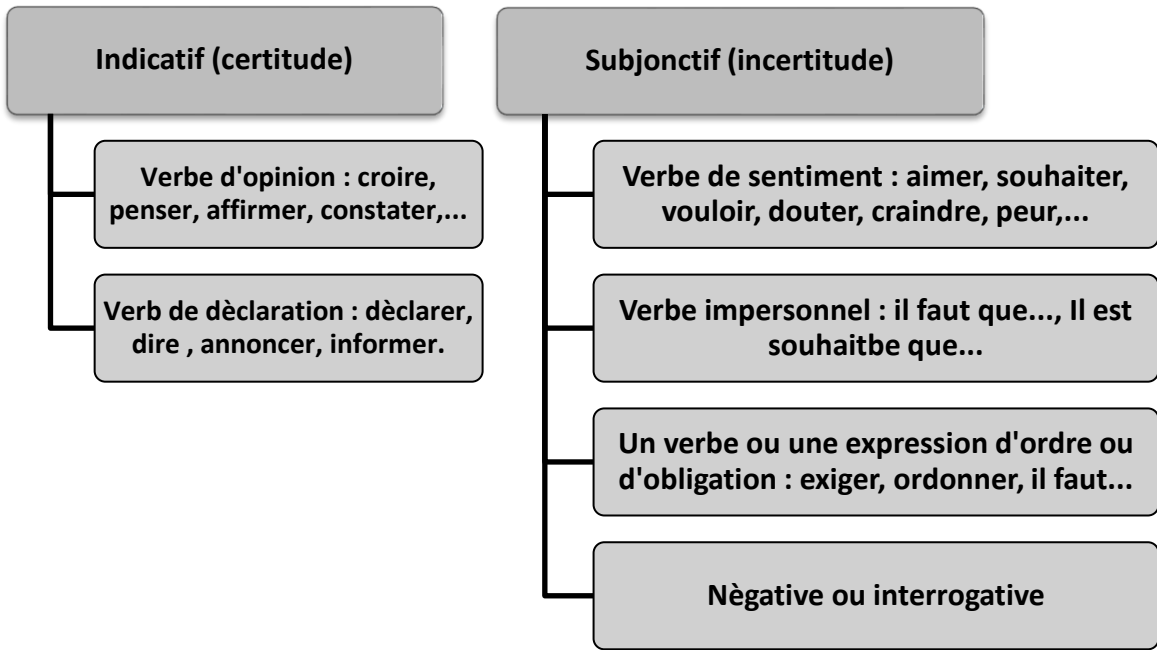 Indicatif (certitude)
Verbe d'opinion : croire,
penser, affirmer, constater,...
Verb de dèclaration : dèclarer,
dire , annoncer, informer.
Subjonctif (incertitude)
Verbe de sentiment : aimer, souhaiter,
vouloir, douter, craindre, peur,...
Verbe impersonnel : il faut que..., Il est
souhaitbe que...
Un verbe ou une expression d'ordre ou
d'obligation : exiger, ordonner, il faut...
Nègative ou interrogative